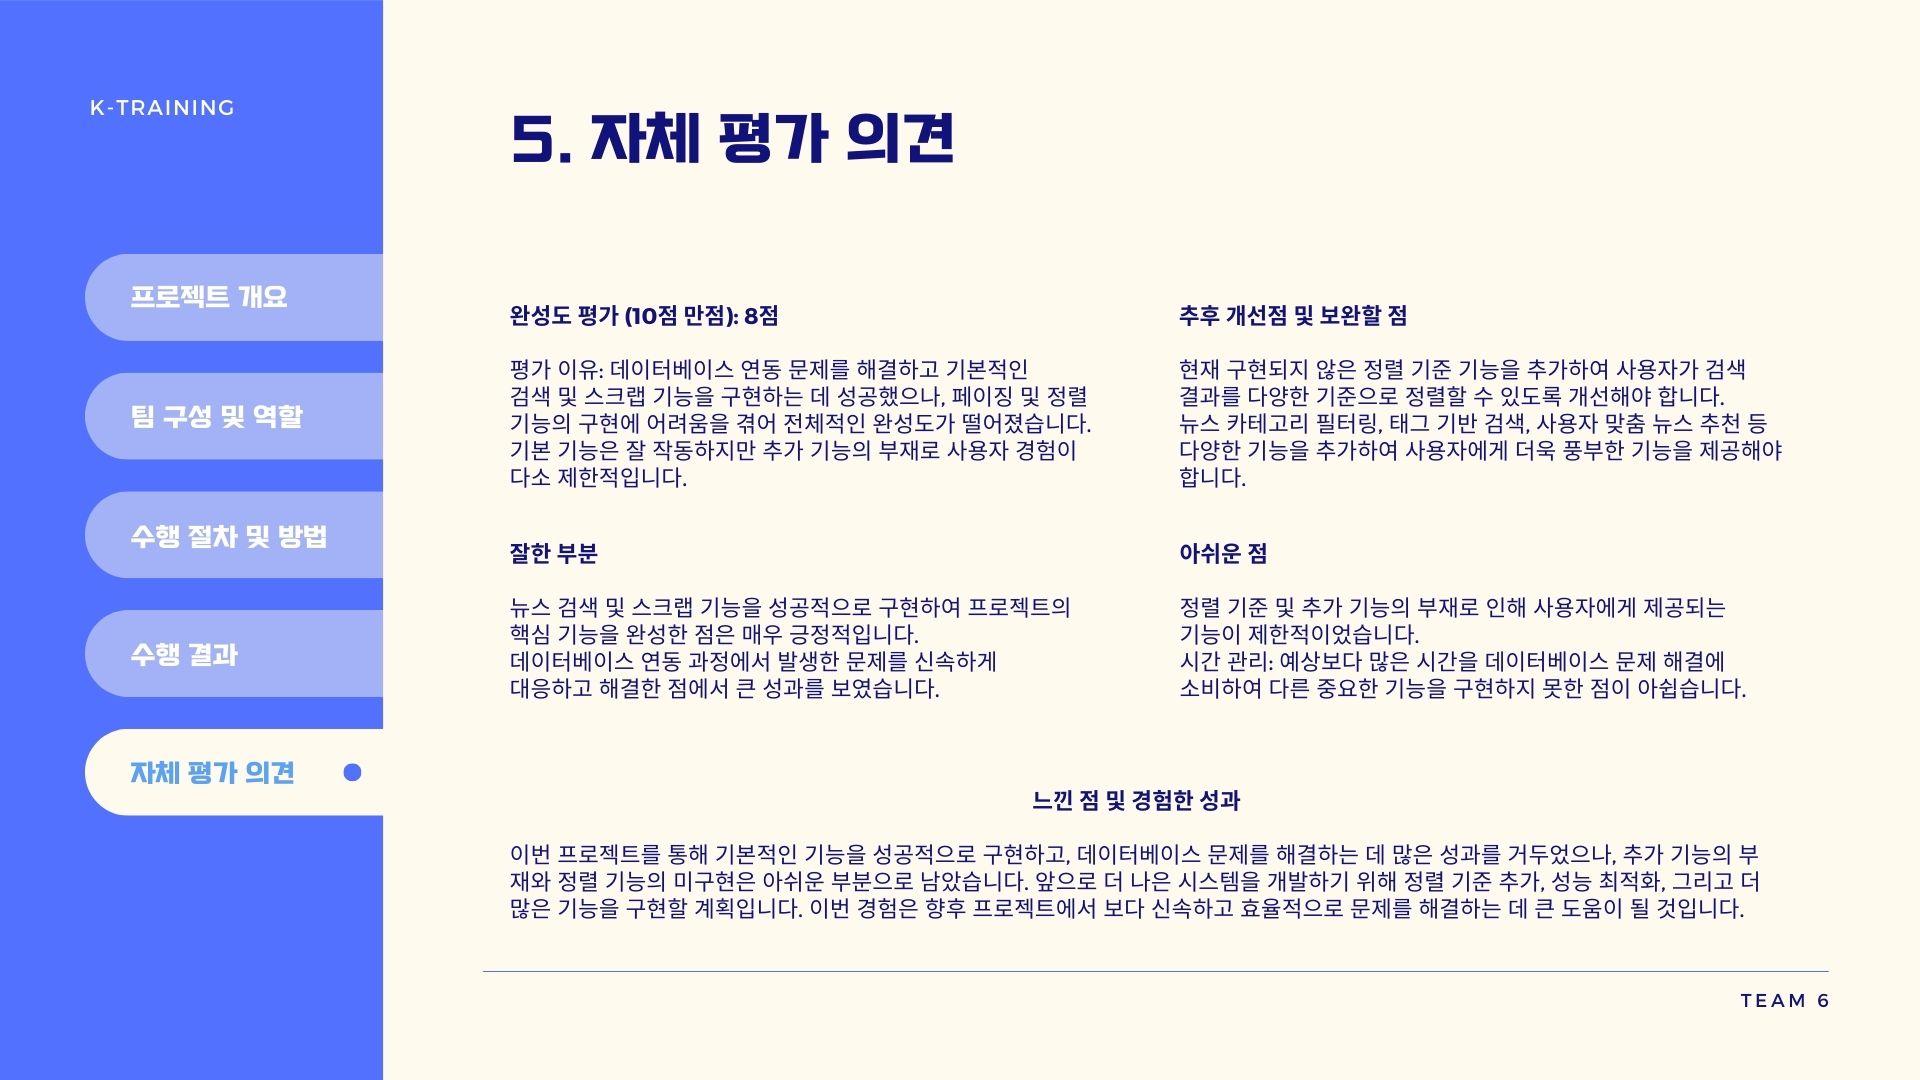 K-TRAINING
프로젝트 개요
팀 구성 및 역할
수행 절차 및 방법
수행 결과
자체 평가 의견
5. 자체 평가 의견
완성도 평가 (10점 만점): 8점
평가 이유: 데이터베이스 연동 문제를 해결하고 기본적인
검색 및 스크랩 기능을 구현하는 데 성공했으나, 페이징 및 정렬
기능의 구현에 어려움을 겪어 전체적인 완성도가 떨어졌습니다.
기본 기능은 잘 작동하지만 추가 기능의 부재로 사용자 경험이
다소 제한적입니다.
추후 개선점 및 보완할 점
현재 구현되지 않은 정렬 기준 기능을 추가하여 사용자가 검색
결과를 다양한 기준으로 정렬할 수 있도록 개선해야 합니다.
뉴스 카테고리 필터링, 태그 기반 검색, 사용자 맞춤 뉴스 추천 등
다양한 기능을 추가하여 사용자에게 더욱 풍부한 기능을 제공해야
합니다.
잘한 부분
뉴스 검색 및 스크랩 기능을 성공적으로 구현하여 프로젝트의
핵심 기능을 완성한 점은 매우 긍정적입니다.
데이터베이스 연동 과정에서 발생한 문제를 신속하게
대응하고 해결한 점에서 큰 성과를 보였습니다.
아쉬운 점
정렬 기준 및 추가 기능의 부재로 인해 사용자에게 제공되는
기능이 제한적이었습니다.
시간 관리: 예상보다 많은 시간을 데이터베이스 문제 해결에
소비하여 다른 중요한 기능을 구현하지 못한 점이 아쉽습니다.
느낀 점 및 경험한 성과
이번 프로젝트를 통해 기본적인 기능을 성공적으로 구현하고, 데이터베이스 문제를 해결하는 데 많은 성과를 거두었으나, 추가 기능의 부
재와 정렬 기능의 미구현은 아쉬운 부분으로 남았습니다. 앞으로 더 나은 시스템을 개발하기 위해 정렬 기준 추가, 성능 최적화, 그리고 더
많은 기능을 구현할 계획입니다. 이번 경험은 향후 프로젝트에서 보다 신속하고 효율적으로 문제를 해결하는 데 큰 도움이 될 것입니다.
TEAM 6